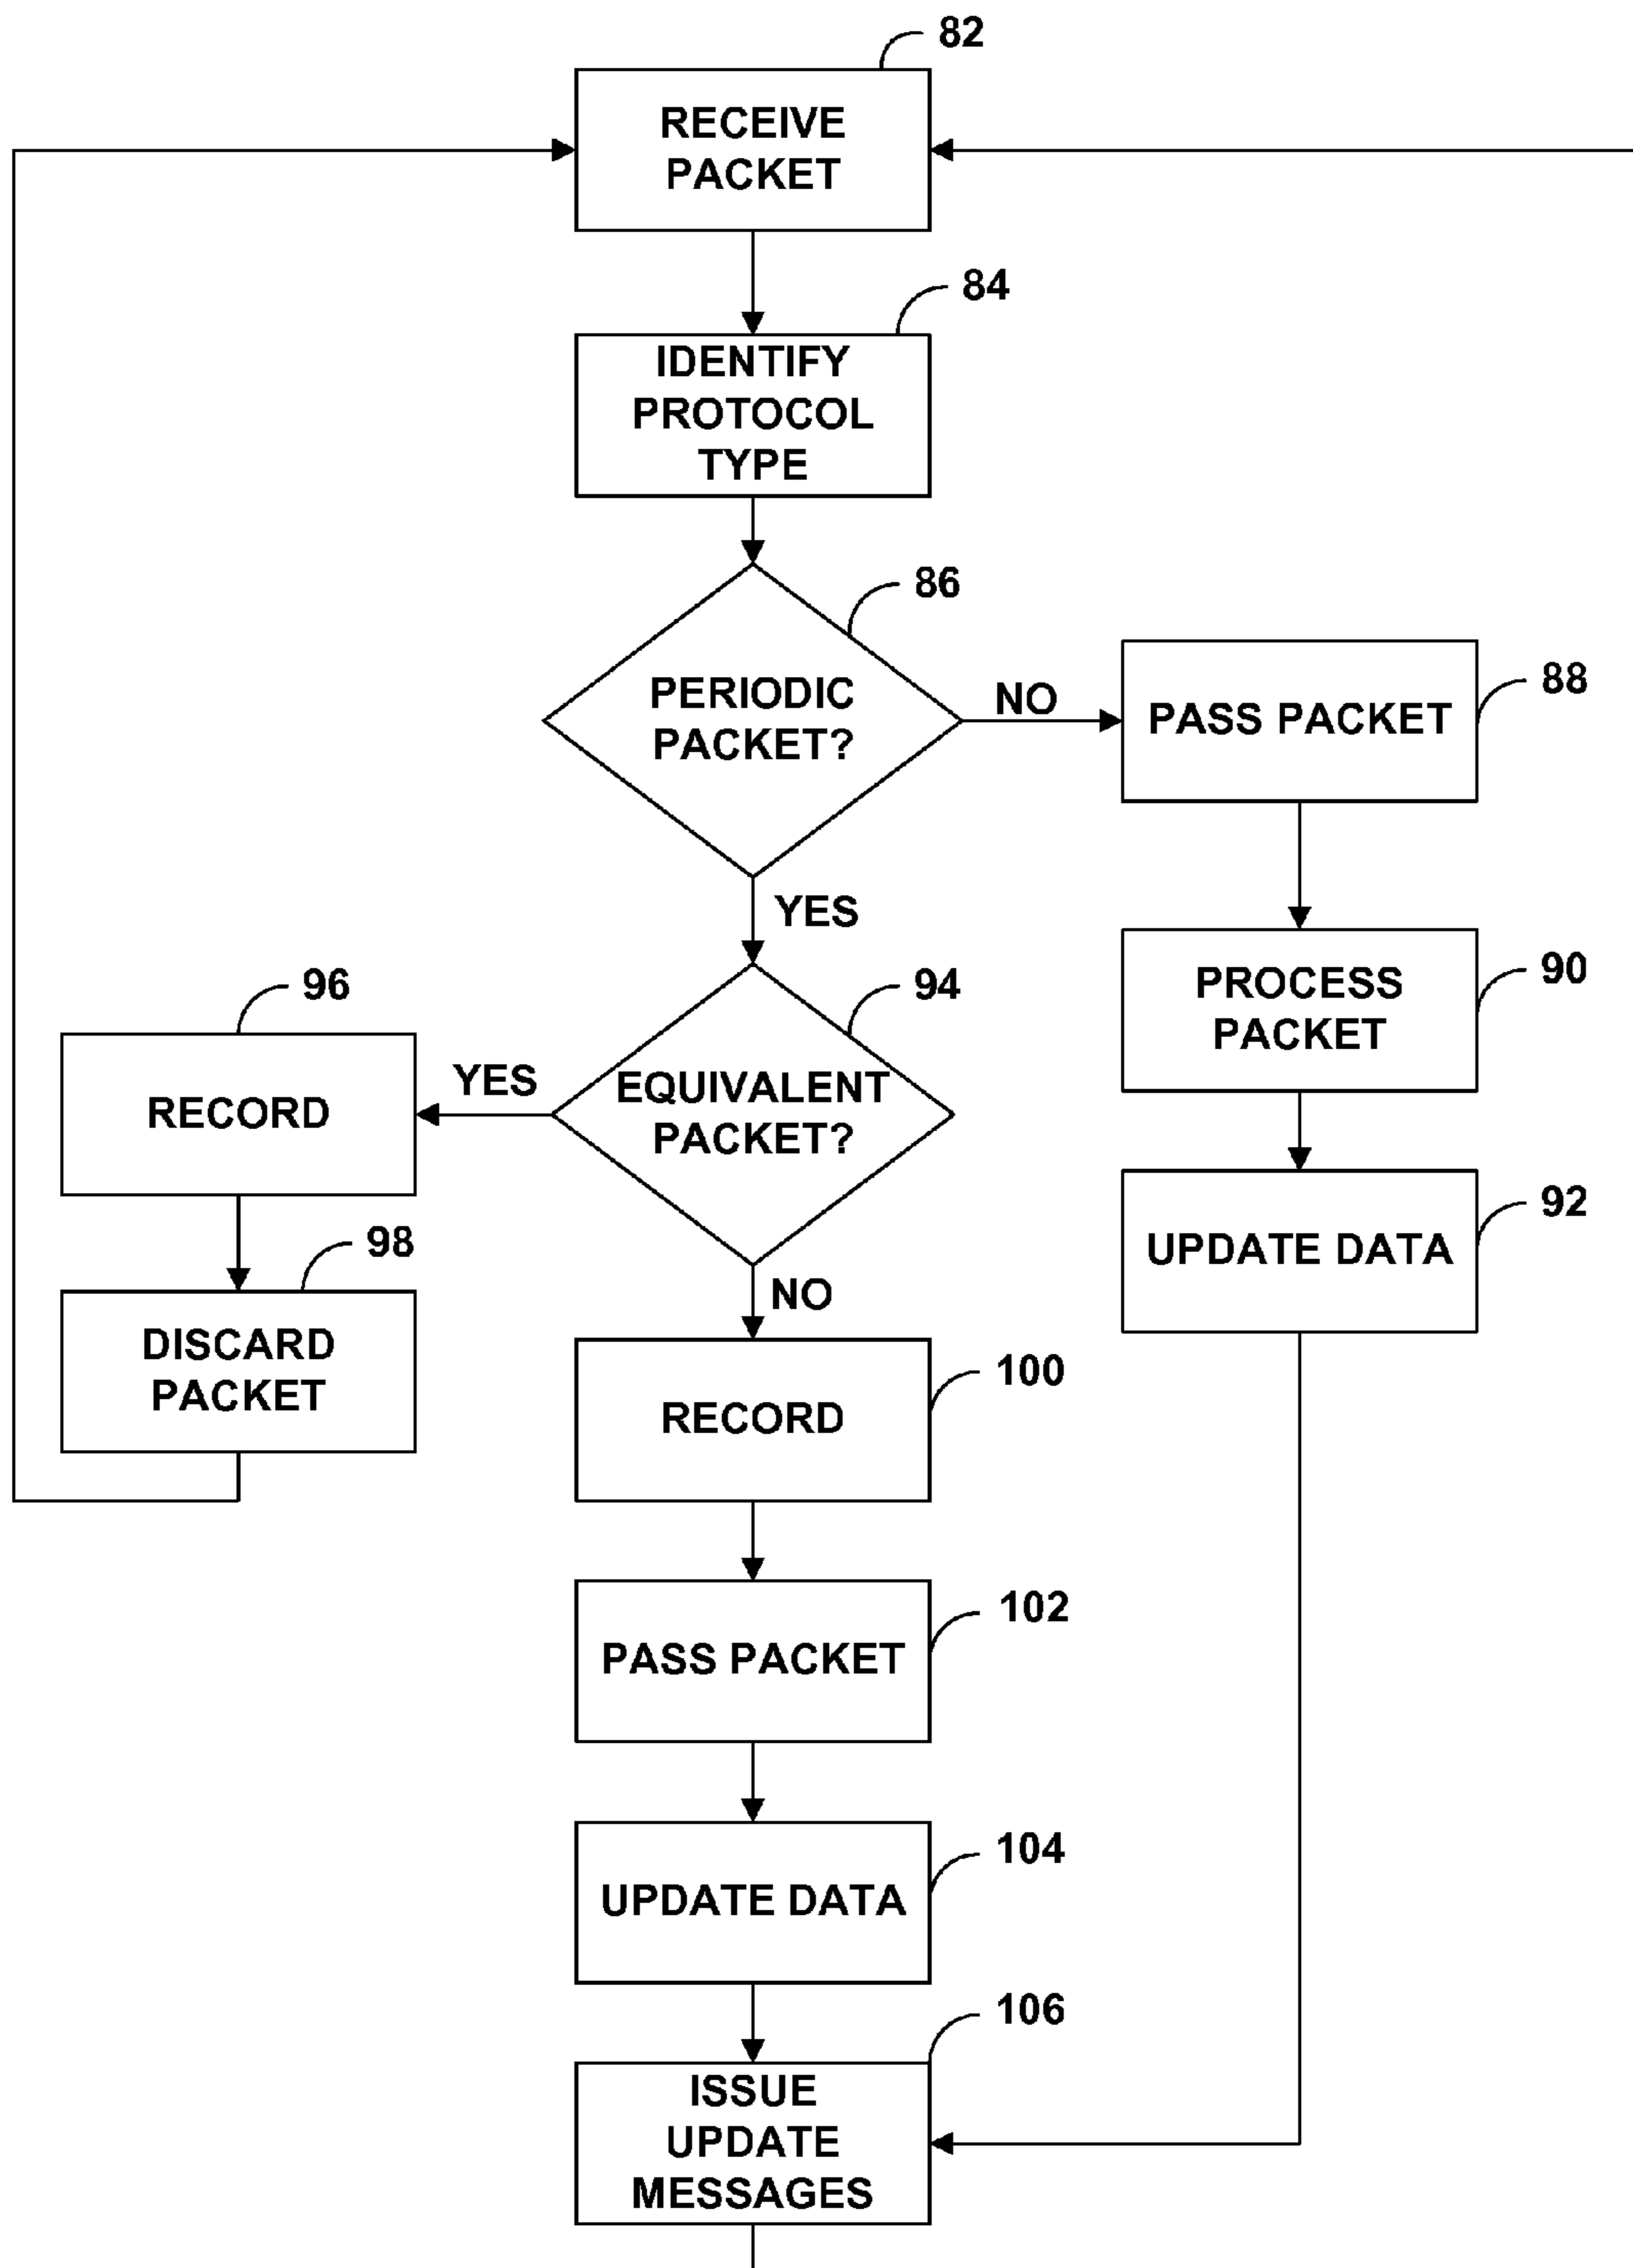 82
RECEIVE
PACKET
84
IDENTIFY
PROTOCOL
TYPE
86
PERIODIC
PACKET?
NO
88
PASS PACKET
YES
90
PROCESS
PACKET
96
RECORD
YES
94
EQUIVALENT
PACKET?
92
UPDATE DATA
98
DISCARD
PACKET
NO
100
RECORD
102
PASS PACKET
104
UPDATE DATA
106
ISSUE
UPDATE
MESSAGES